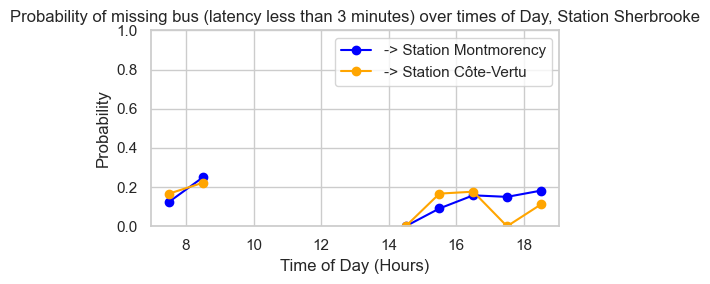 Probability of missing bus (latency less than 3 minutes) over times of Day, Station Sherbrooke
1.0
0.8
0.6
0.4
0.2
0.0
Probability
-> Station Montmorency
-> Station Côte-Vertu
8 10 12 14 16 18
Time of Day (Hours)